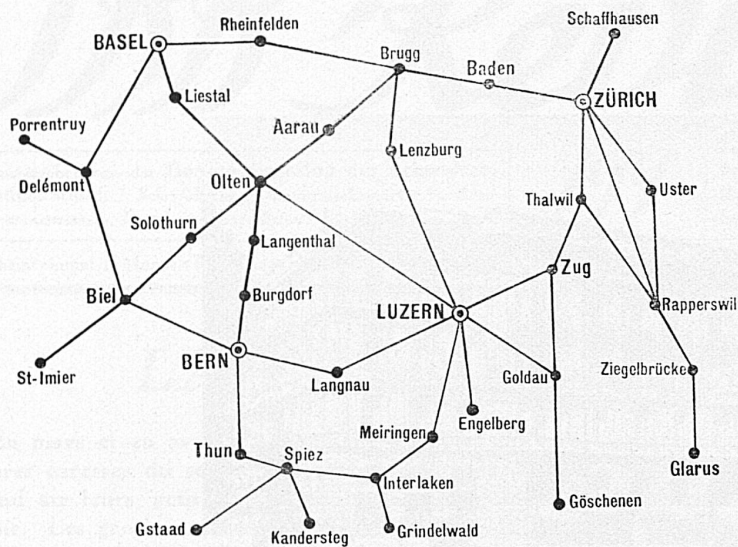 Schaffhausen
Rheinfelden
BASEL
Brugg
Baden
ZÜRICH
Liestal
Aarau
Porrentruy
Lenzburg
Delémont
Olten
Thalwil
Uster
Solothurn
Langenthal
Zug
Biel
Burgdorf
LUZERN
Rapperswil
BERN
St-Imier
Langnau
Goldau
Ziegelbrücke
Engelberg
Meiringen
Thun
Spiez
Glarus
Interlaken
Göschenen
Gstaad
Kandersteg
Grindelwald